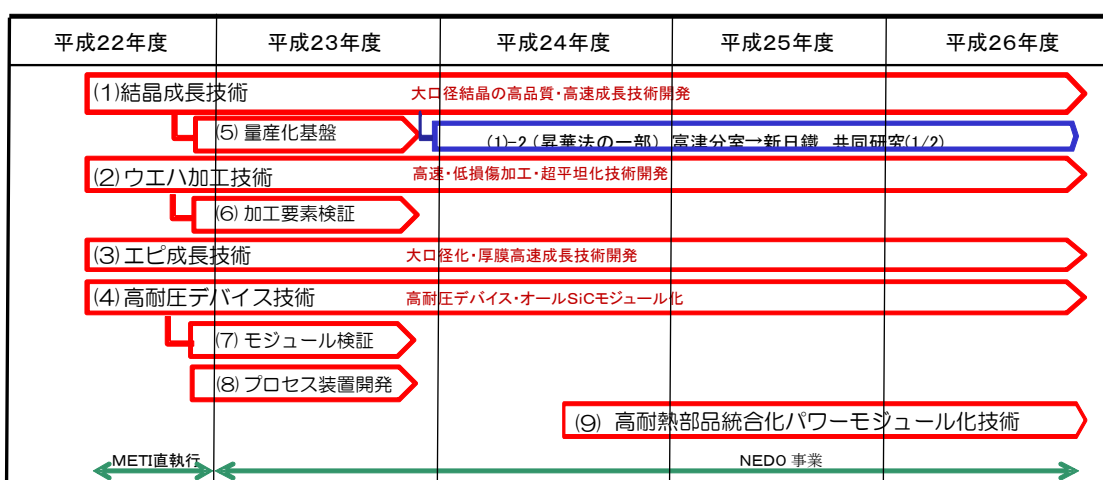 平成22年度 平成23年度 平成24年度 平成25年度 平成26年度
(1)結晶成長技術 大口径結晶の高品質・高速成長技術開発
(5) 量産化基盤 (1)-2 (昇華法の一部) 富津分室→新日鐵 共同研究(1/2)
(2)ウエハ加工技術 高速・低損傷加工・超平坦化技術開発
(6) 加工要素検証
(3)エピ成長技術 大口径化・厚膜高速成長技術開発
(4)高耐圧デバイス技術 高耐圧デバイス・オールSiCモジュール化
(7) モジュール検証
(8) プロセス装置開発
(9) 高耐熱部品統合化パワーモジュール化技術
METI直執行 NEDO 事業